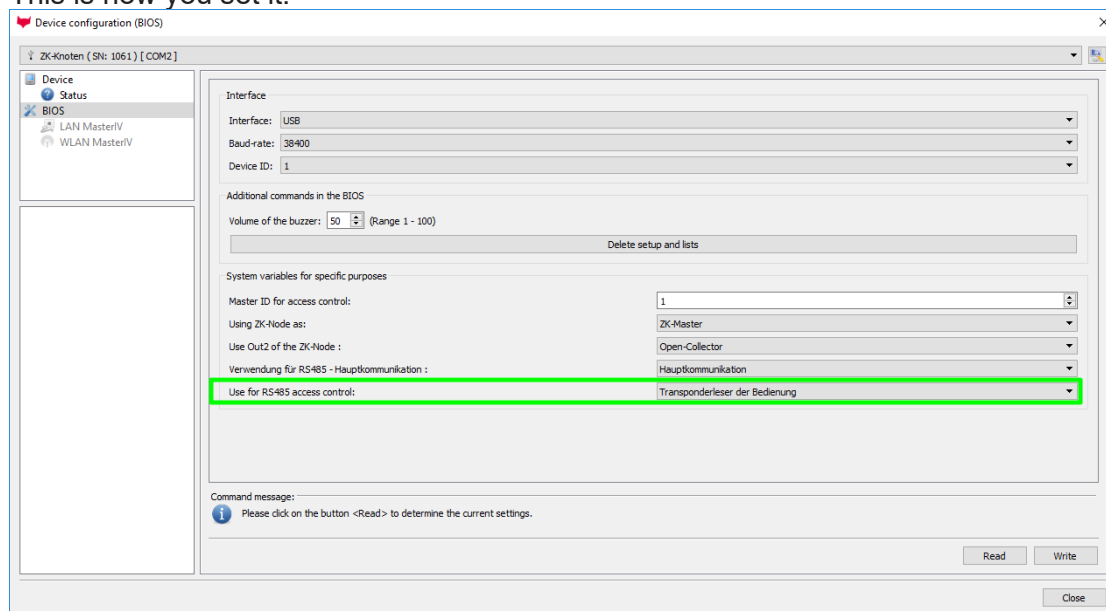 This is how you set it.
Device configuration (BIOS)
ZK-Knoten ( SN: 1061 ) [ COM2 ]
Device
Status
BIOS
LAN MasterIV
WLAN MasterIV
Interface
Interface: USB
Baud-rate: 38400
Device ID: 1
Additional commands in the BIOS
Volume of the buzzer: 50 (Range 1 - 100)
Delete setup and lists
System variables for specific purposes
Master ID for access control: 1
Using ZK-Node as: ZK-Master
Use Out2 of the ZK-Node : Open-Collector
Verwendung für RS485 - Hauptkommunikation : Hauptkommunikation
Use for RS485 access control: Transponderleser der Bedienung
Command message:
Please click on the button <Read> to determine the current settings.
Read Write
Close